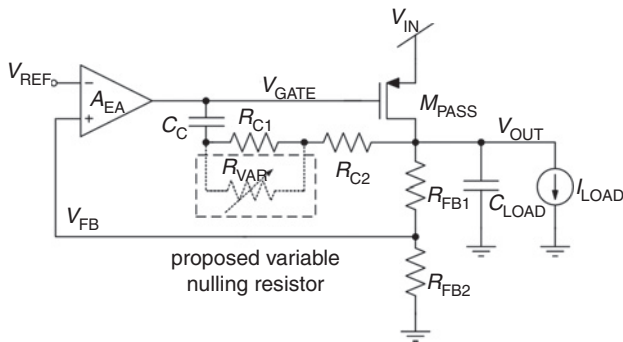 V_IN
V_REF
−
A_EA
+
V_GATE
M_PASS
C_C
R_C1
V_OUT
R_VAR
R_C2
R_FB1
C_LOAD
I_LOAD
V_FB
proposed variable
nulling resistor
R_FB2